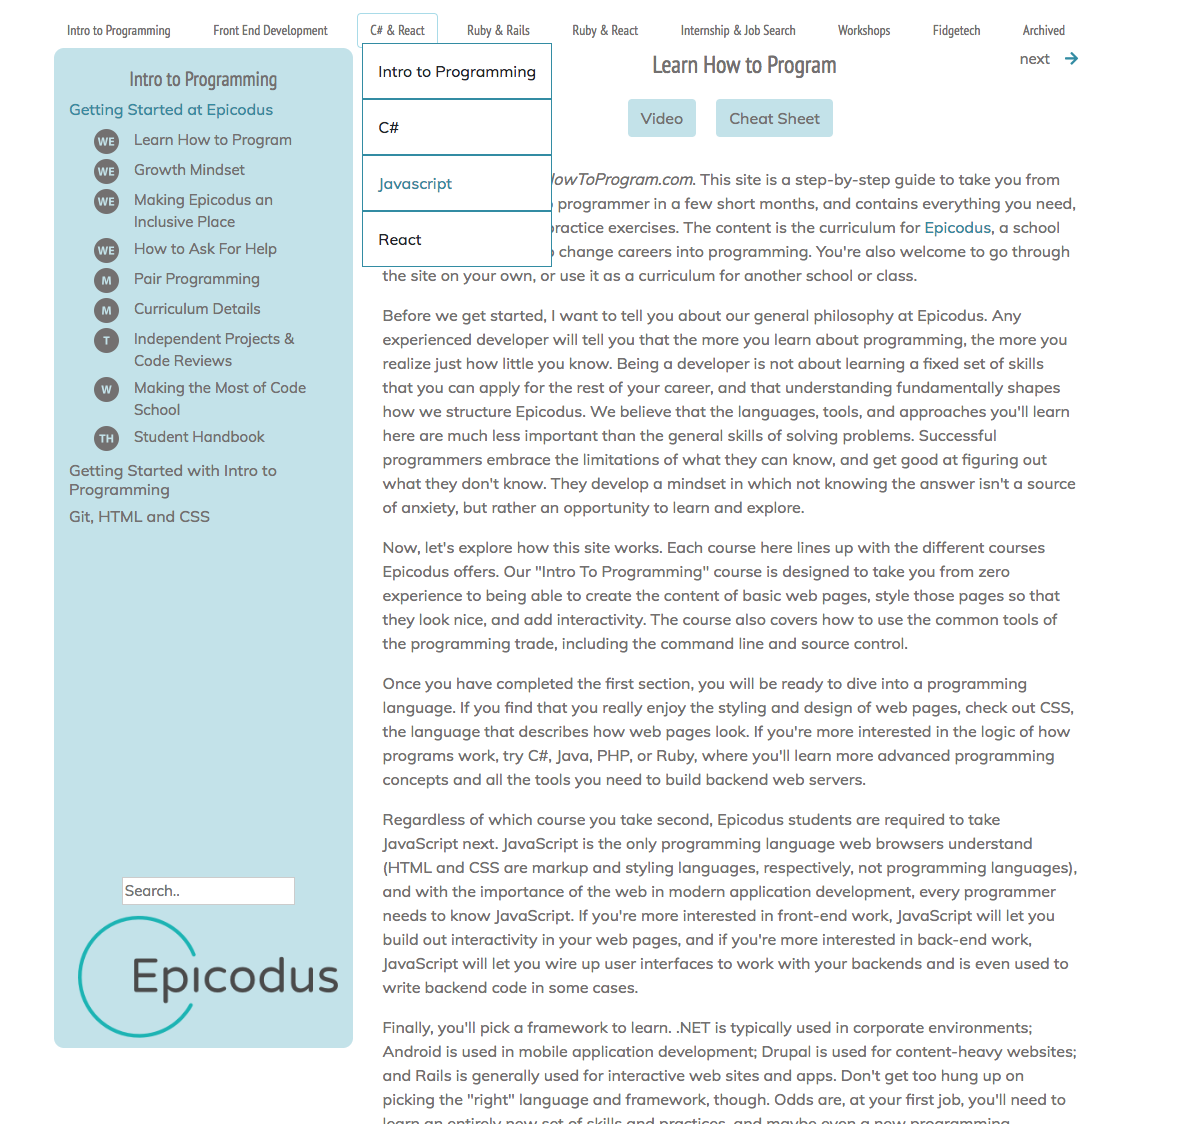 Intro to Programming
Front End Development
C# & React
Ruby & Rails
Ruby & React
Internship & Job Search
Workshops
Fidgetech
Archived
Intro to Programming
Getting Started at Epicodus
WE Learn How to Program
WE Growth Mindset
WE Making Epicodus an
Inclusive Place
WE How to Ask For Help
M Pair Programming
M Curriculum Details
T Independent Projects &
Code Reviews
W Making the Most of Code
School
TH Student Handbook
Getting Started with Intro to
Programming
Git, HTML and CSS
Search..
Epicodus
Intro to Programming
C#
Javascript
React
next
Learn How to Program
Video
Cheat Sheet
HowToProgram.com. This site is a step-by-step guide to take you from
programmer in a few short months, and contains everything you need,
practice exercises. The content is the curriculum for Epicodus, a school
change careers into programming. You're also welcome to go through
the site on your own, or use it as a curriculum for another school or class.
Before we get started, I want to tell you about our general philosophy at Epicodus. Any
experienced developer will tell you that the more you learn about programming, the more you
realize just how little you know. Being a developer is not about learning a fixed set of skills
that you can apply for the rest of your career, and that understanding fundamentally shapes
how we structure Epicodus. We believe that the languages, tools, and approaches you'll learn
here are much less important than the general skills of solving problems. Successful
programmers embrace the limitations of what they can know, and get good at figuring out
what they don't know. They develop a mindset in which not knowing the answer isn't a source
of anxiety, but rather an opportunity to learn and explore.
Now, let's explore how this site works. Each course here lines up with the different courses
Epicodus offers. Our "Intro To Programming" course is designed to take you from zero
experience to being able to create the content of basic web pages, style those pages so that
they look nice, and add interactivity. The course also covers how to use the common tools of
the programming trade, including the command line and source control.
Once you have completed the first section, you will be ready to dive into a programming
language. If you find that you really enjoy the styling and design of web pages, check out CSS,
the language that describes how web pages look. If you're more interested in the logic of how
programs work, try C#, Java, PHP, or Ruby, where you'll learn more advanced programming
concepts and all the tools you need to build backend web servers.
Regardless of which course you take second, Epicodus students are required to take
JavaScript next. JavaScript is the only programming language web browsers understand
(HTML and CSS are markup and styling languages, respectively, not programming languages),
and with the importance of the web in modern application development, every programmer
needs to know JavaScript. If you're more interested in front-end work, JavaScript will let you
build out interactivity in your web pages, and if you're more interested in back-end work,
JavaScript will let you wire up user interfaces to work with your backends and is even used to
write backend code in some cases.
Finally, you'll pick a framework to learn. .NET is typically used in corporate environments;
Android is used in mobile application development; Drupal is used for content-heavy websites;
and Rails is generally used for interactive web sites and apps. Don't get too hung up on
picking the "right" language and framework, though. Odds are, at your first job, you'll need to
learn an entirely new set of skills and practices, and maybe even a new programming